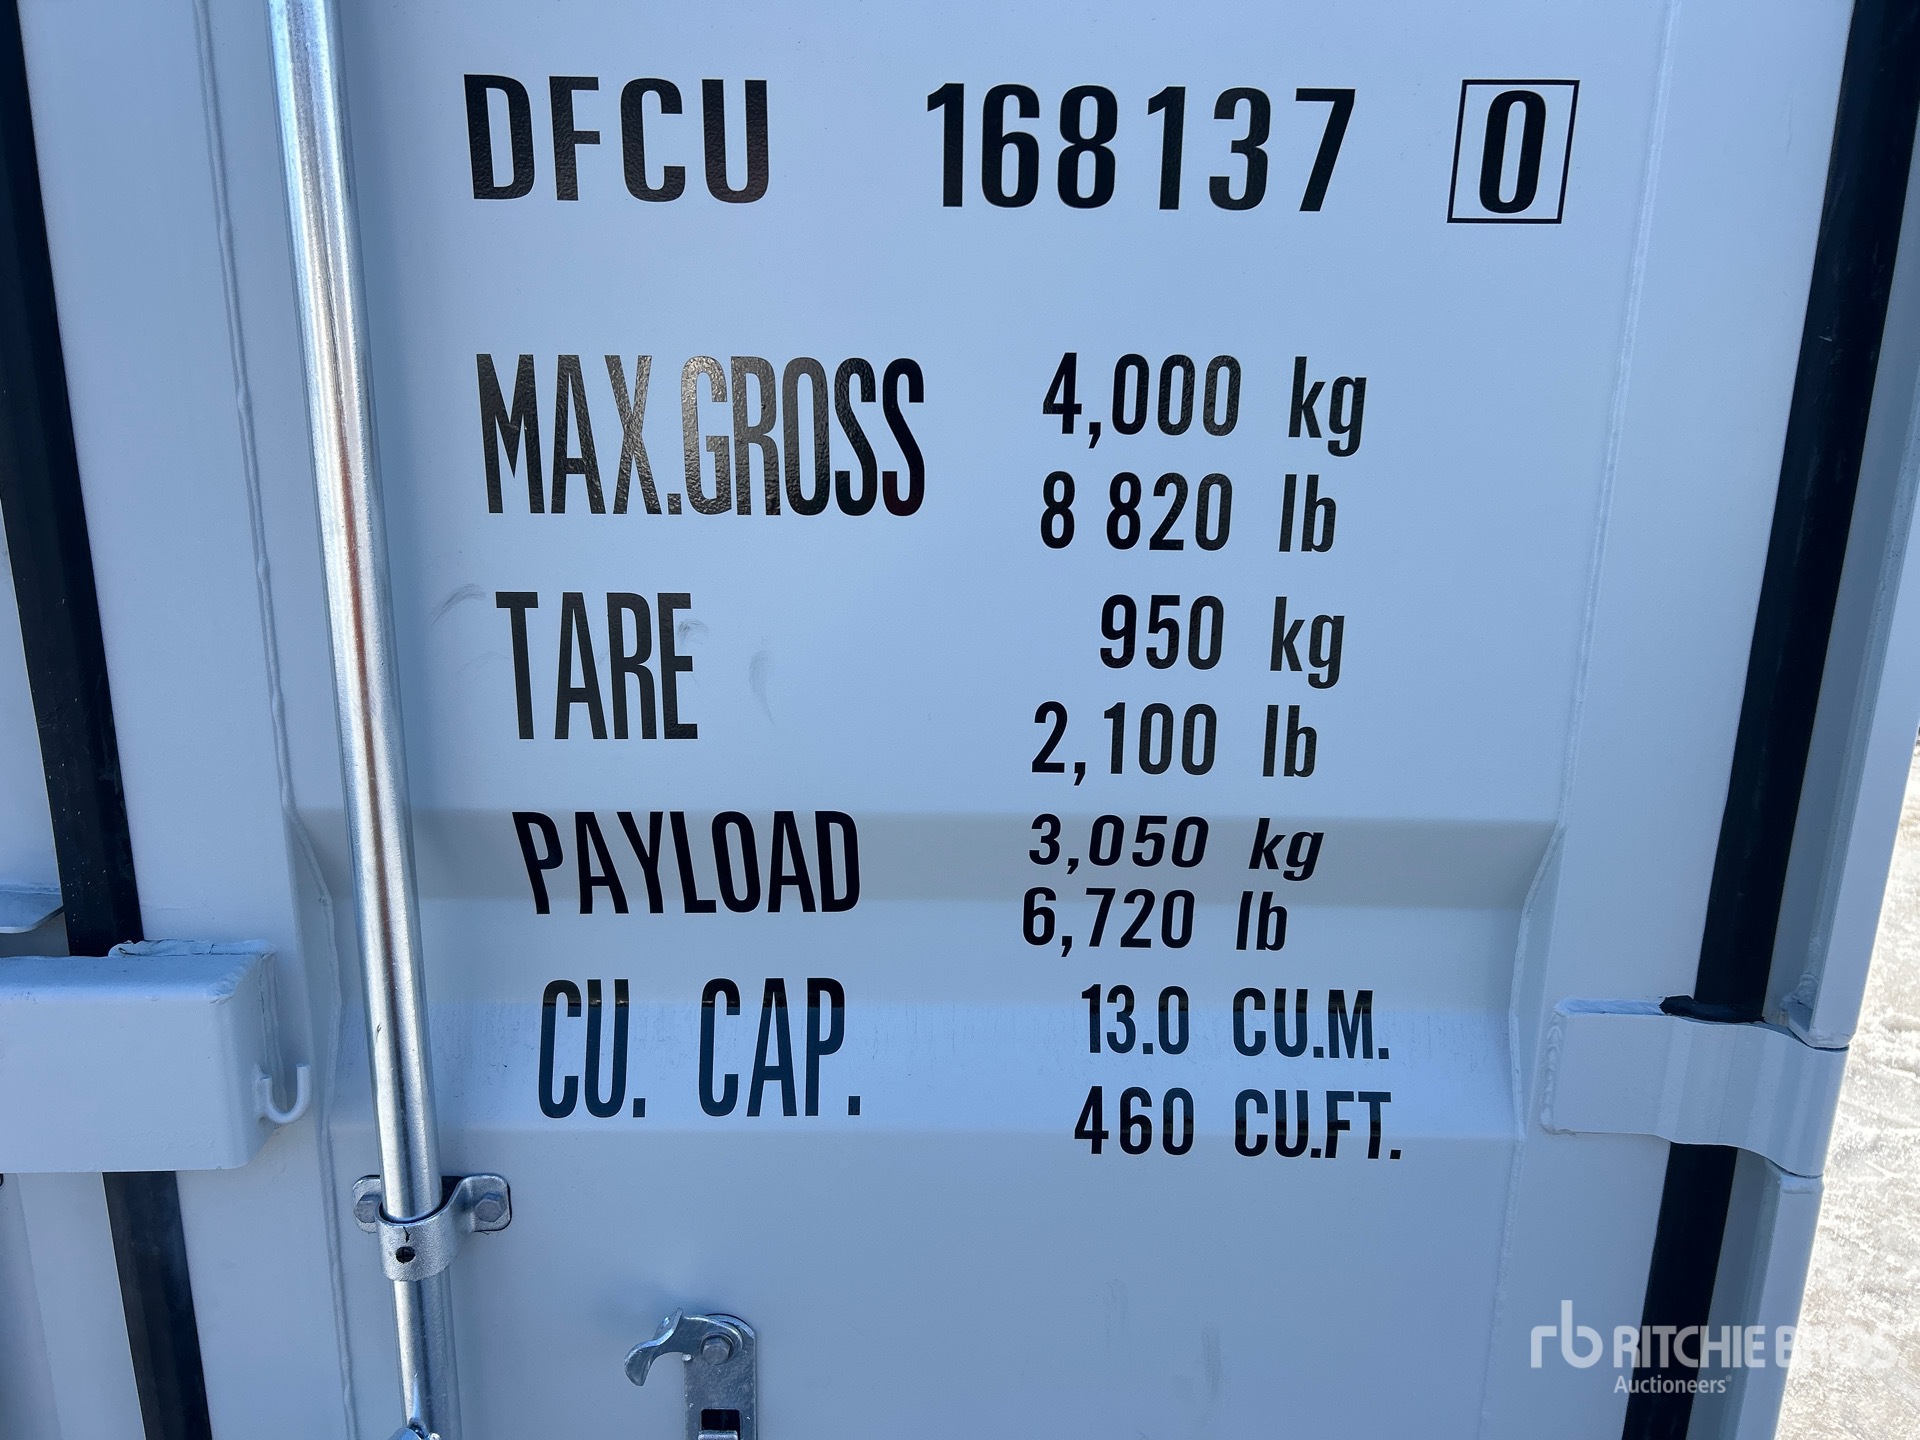 DFCU 168137 0
MAX.GROSS 4,000 kg
8 820 lb
TARE 950 kg
2,100 lb
PAYLOAD 3,050 kg
6,720 lb
CU. CAP. 13.0 CU.M.
460 CU.FT.
rb RITCHIE BROS
Auctioneers